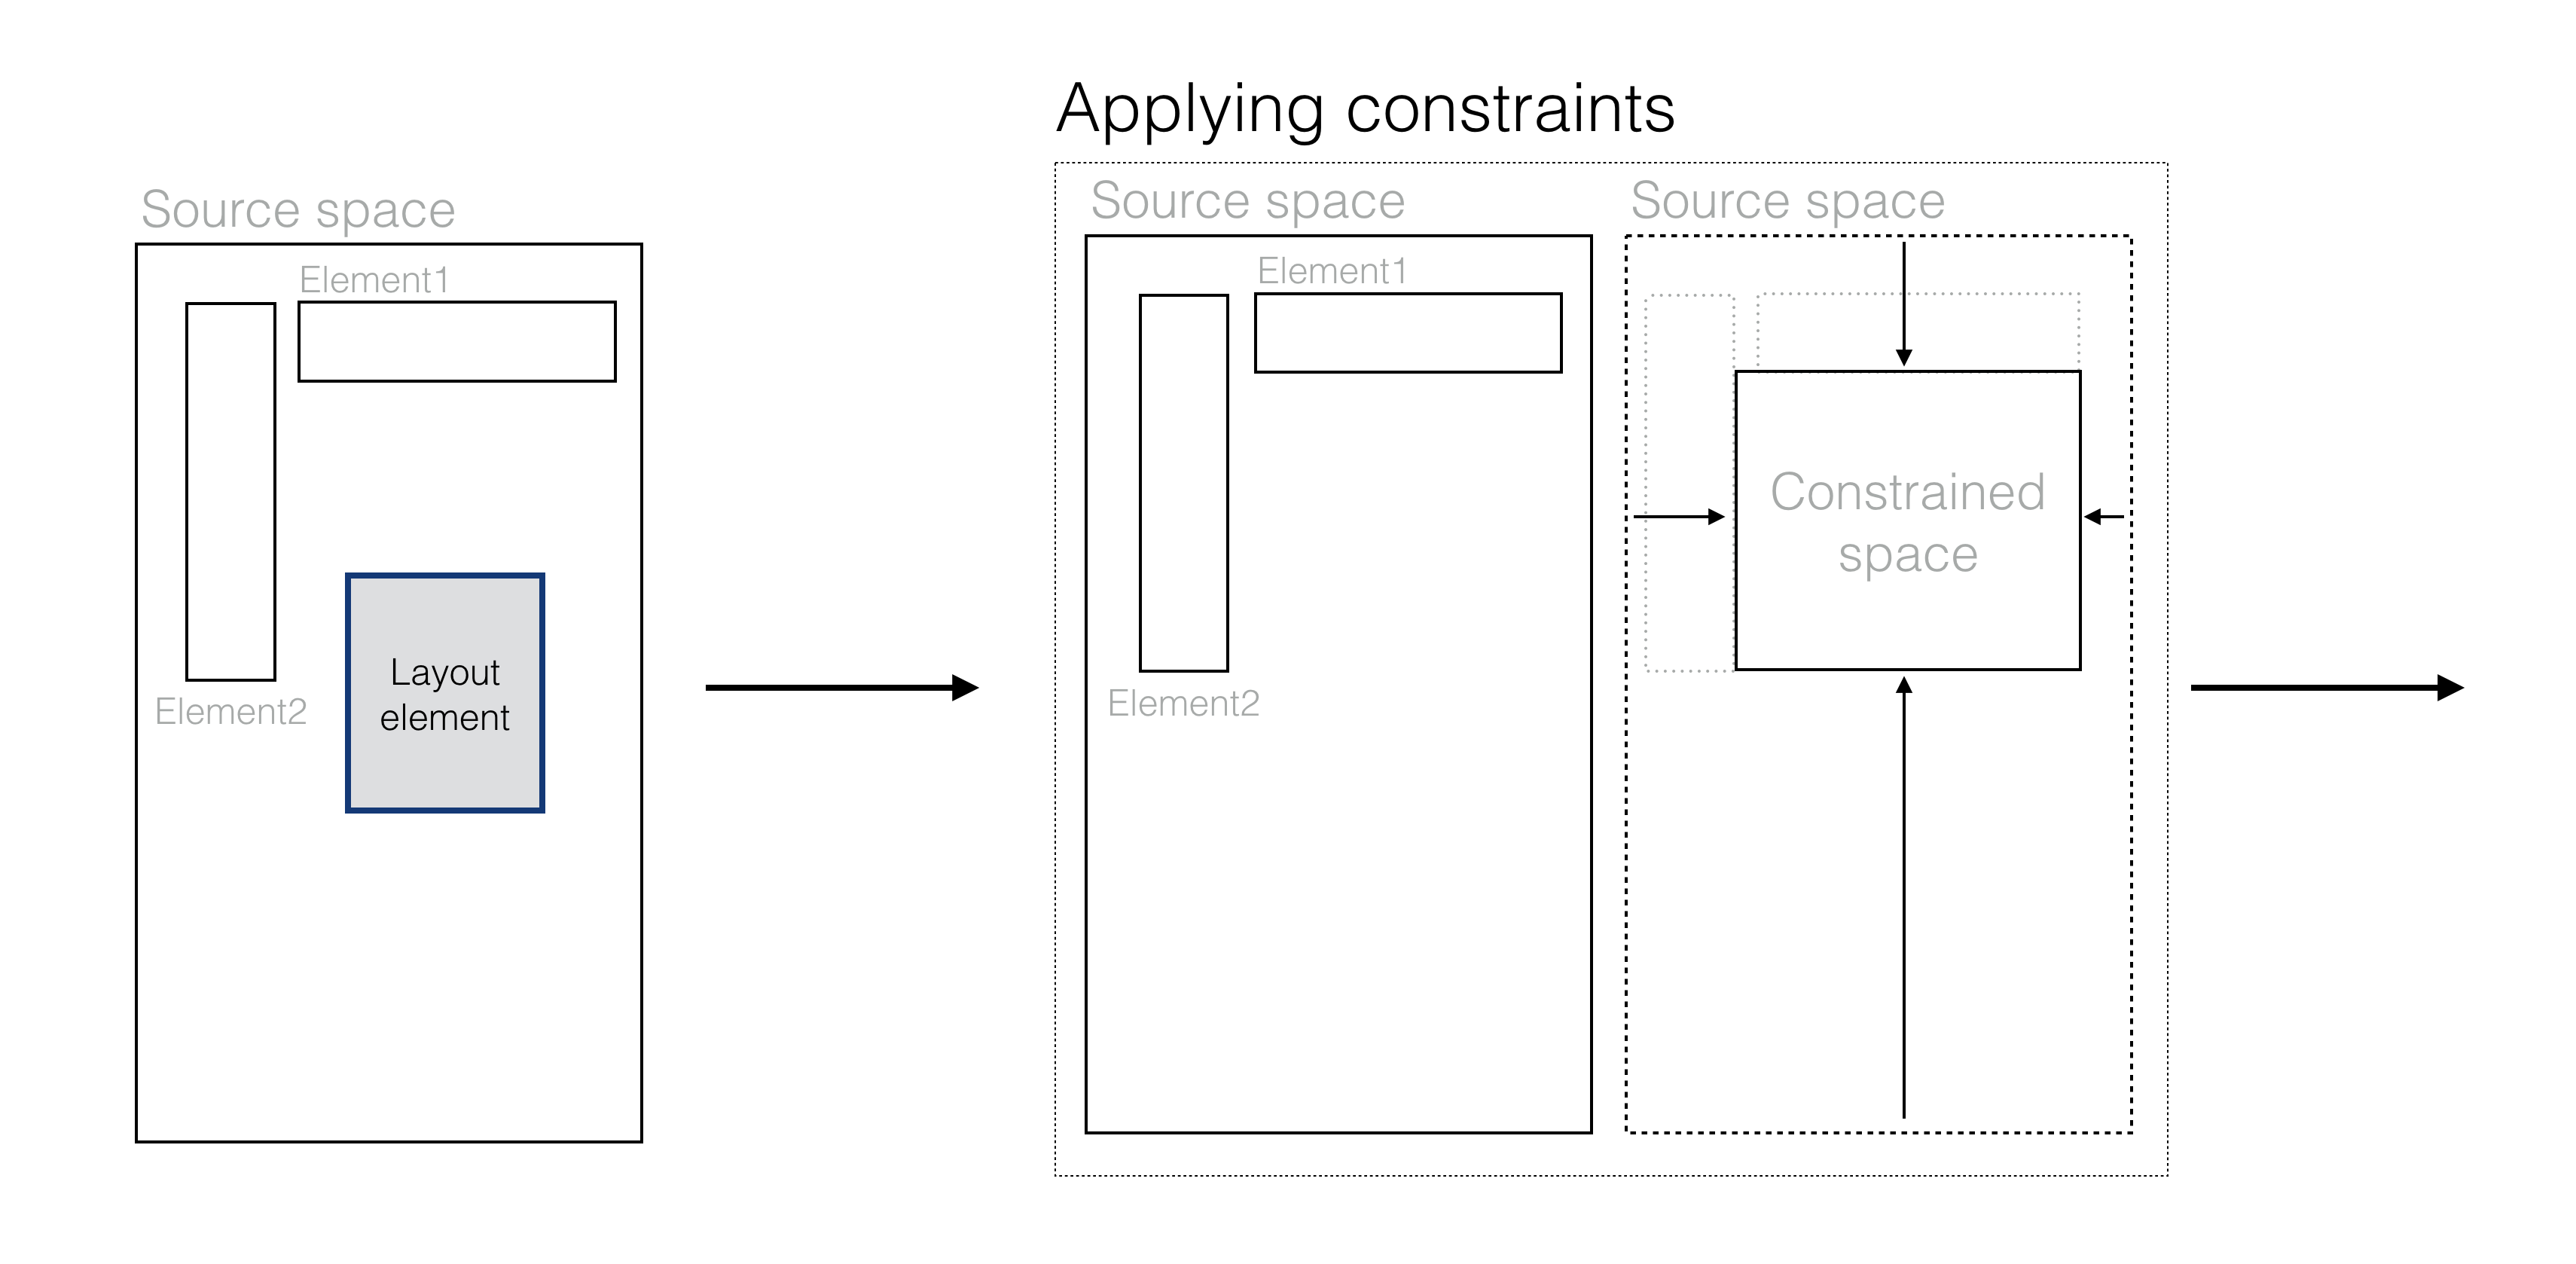 Source space
Element1
Layout
element
Element2
Applying constraints
Source space
Element1
Element2
Source space
Constrained
space